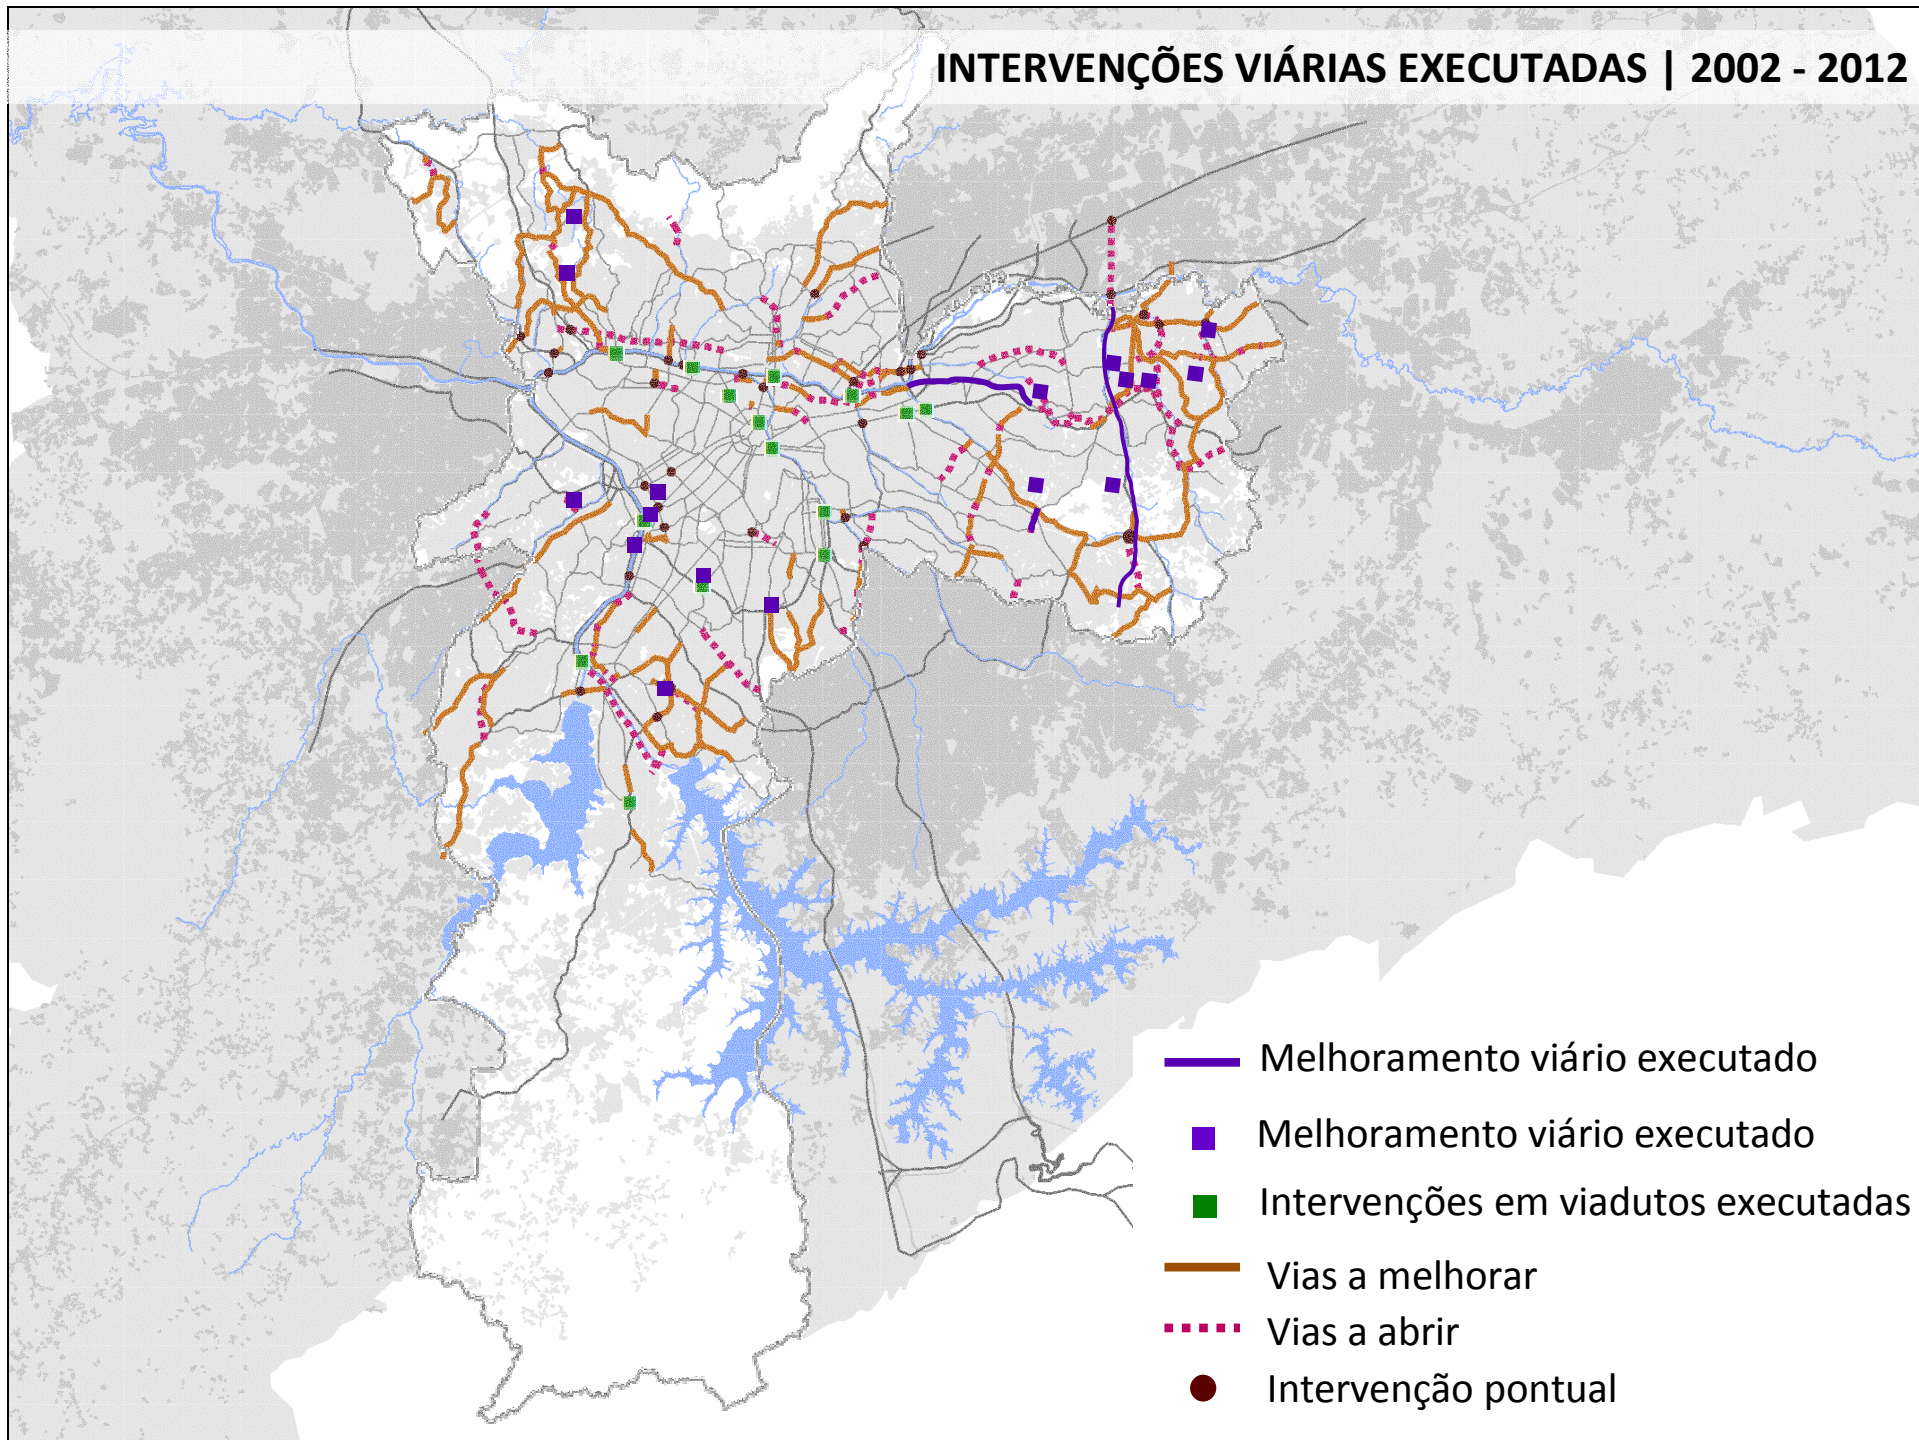 INTERVENÇÕES VIÁRIAS EXECUTADAS | 2002 - 2012
Melhoramento viário executado
Melhoramento viário executado
Intervenções em viadutos executadas
Vias a melhorar
Vias a abrir
Intervenção pontual